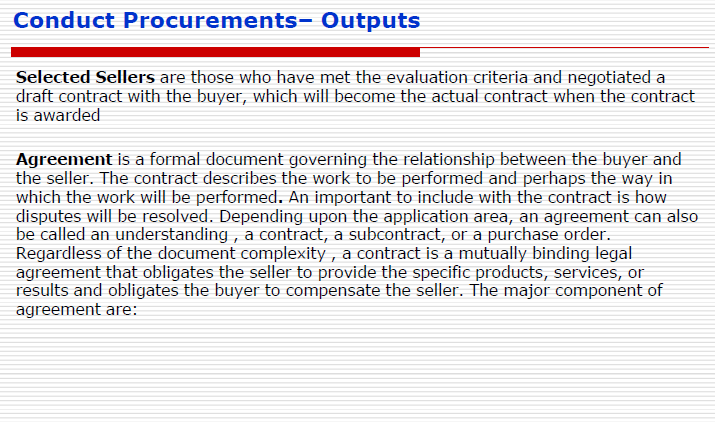 Conduct Procurements– Outputs
Selected Sellers are those who have met the evaluation criteria and negotiated a
draft contract with the buyer, which will become the actual contract when the contract
is awarded
Agreement is a formal document governing the relationship between the buyer and
the seller. The contract describes the work to be performed and perhaps the way in
which the work will be performed. An important to include with the contract is how
disputes will be resolved. Depending upon the application area, an agreement can also
be called an understanding , a contract, a subcontract, or a purchase order.
Regardless of the document complexity , a contract is a mutually binding legal
agreement that obligates the seller to provide the specific products, services, or
results and obligates the buyer to compensate the seller. The major component of
agreement are: